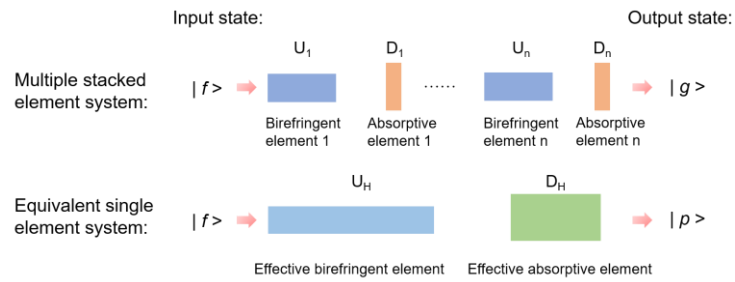 Input state:
Output state:
U1 D1 Un Dn
Multiple stacked
element system:
| f > ...... | g >
Birefringent Absorptive Birefringent Absorptive
element 1 element 1 element n element n
UH DH
Equivalent single
element system:
| f > | p >
Effective birefringent element Effective absorptive element